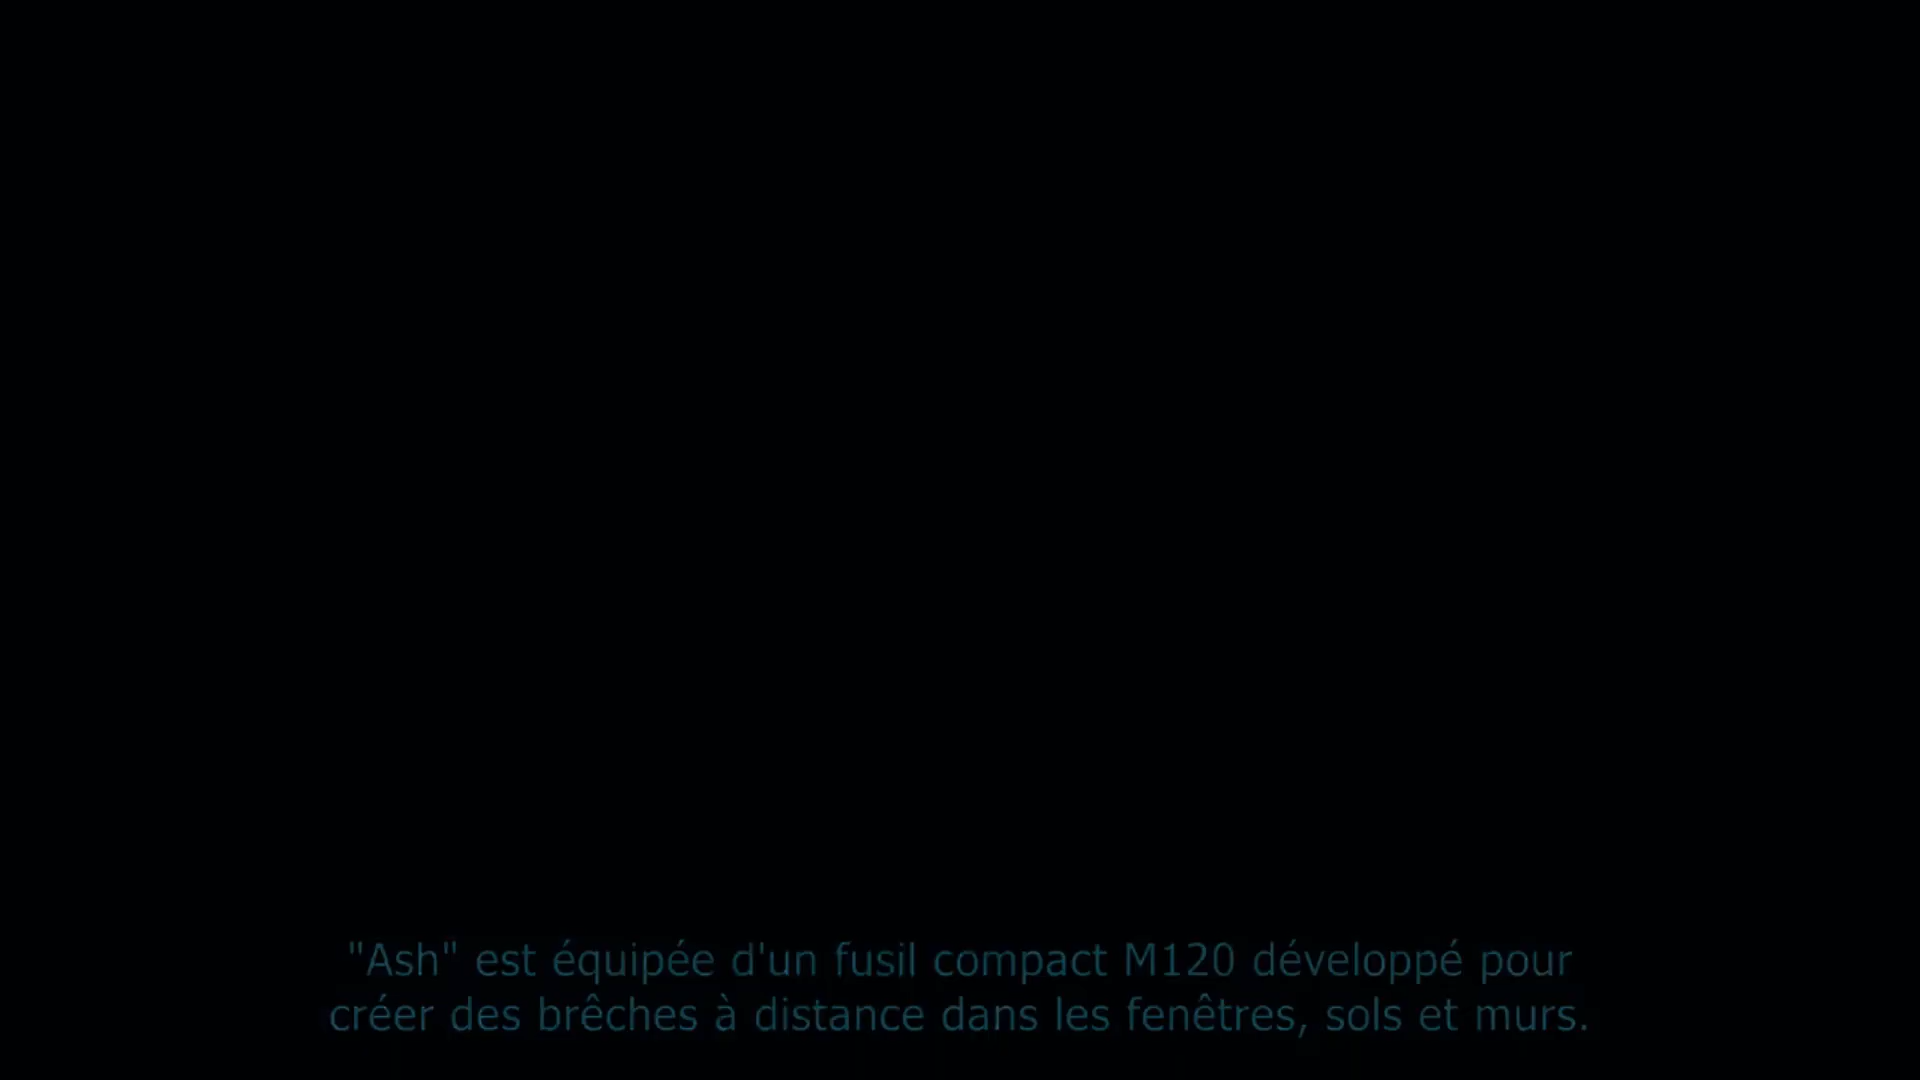 "Ash" est équipée d'un fusil compact M120 développé pour
créer des brêches à distance dans les fenêtres, sols et murs.